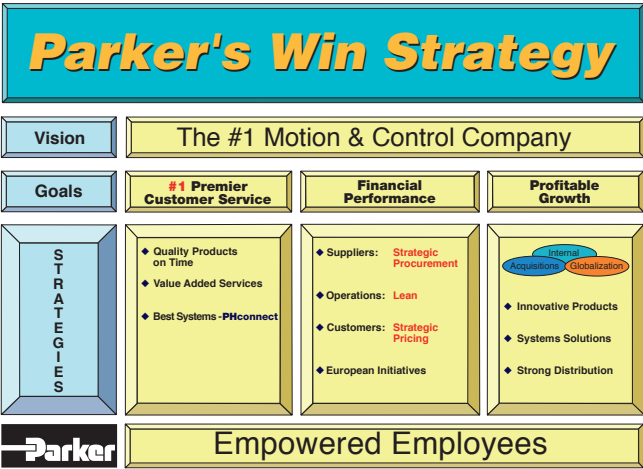 Parker's Win Strategy
Vision
The #1 Motion & Control Company
Goals
#1 Premier
Customer Service
Financial
Performance
Profitable
Growth
STRATEGIES
◆ Quality Products
on Time
◆ Value Added Services
◆ Best Systems -PHconnect
◆ Suppliers: Strategic
Procurement
◆ Operations: Lean
◆ Customers: Strategic
Pricing
◆ European Initiatives
Internal
Acquisitions
Globalization
◆ Innovative Products
◆ Systems Solutions
◆ Strong Distribution
Parker
Empowered Employees